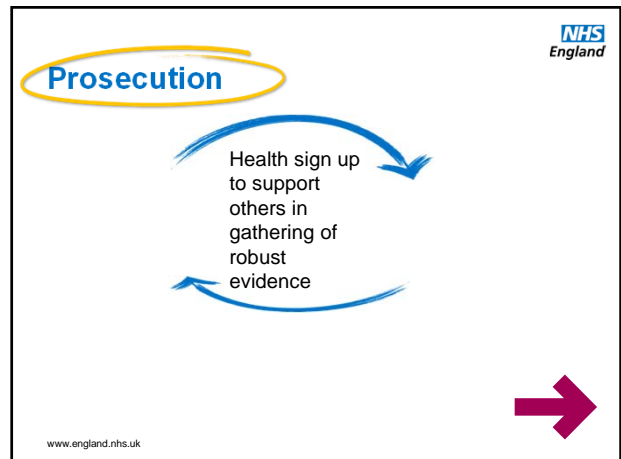 NHS
England
Prosecution
Health sign up
to support
others in
gathering of
robust
evidence
www.england.nhs.uk